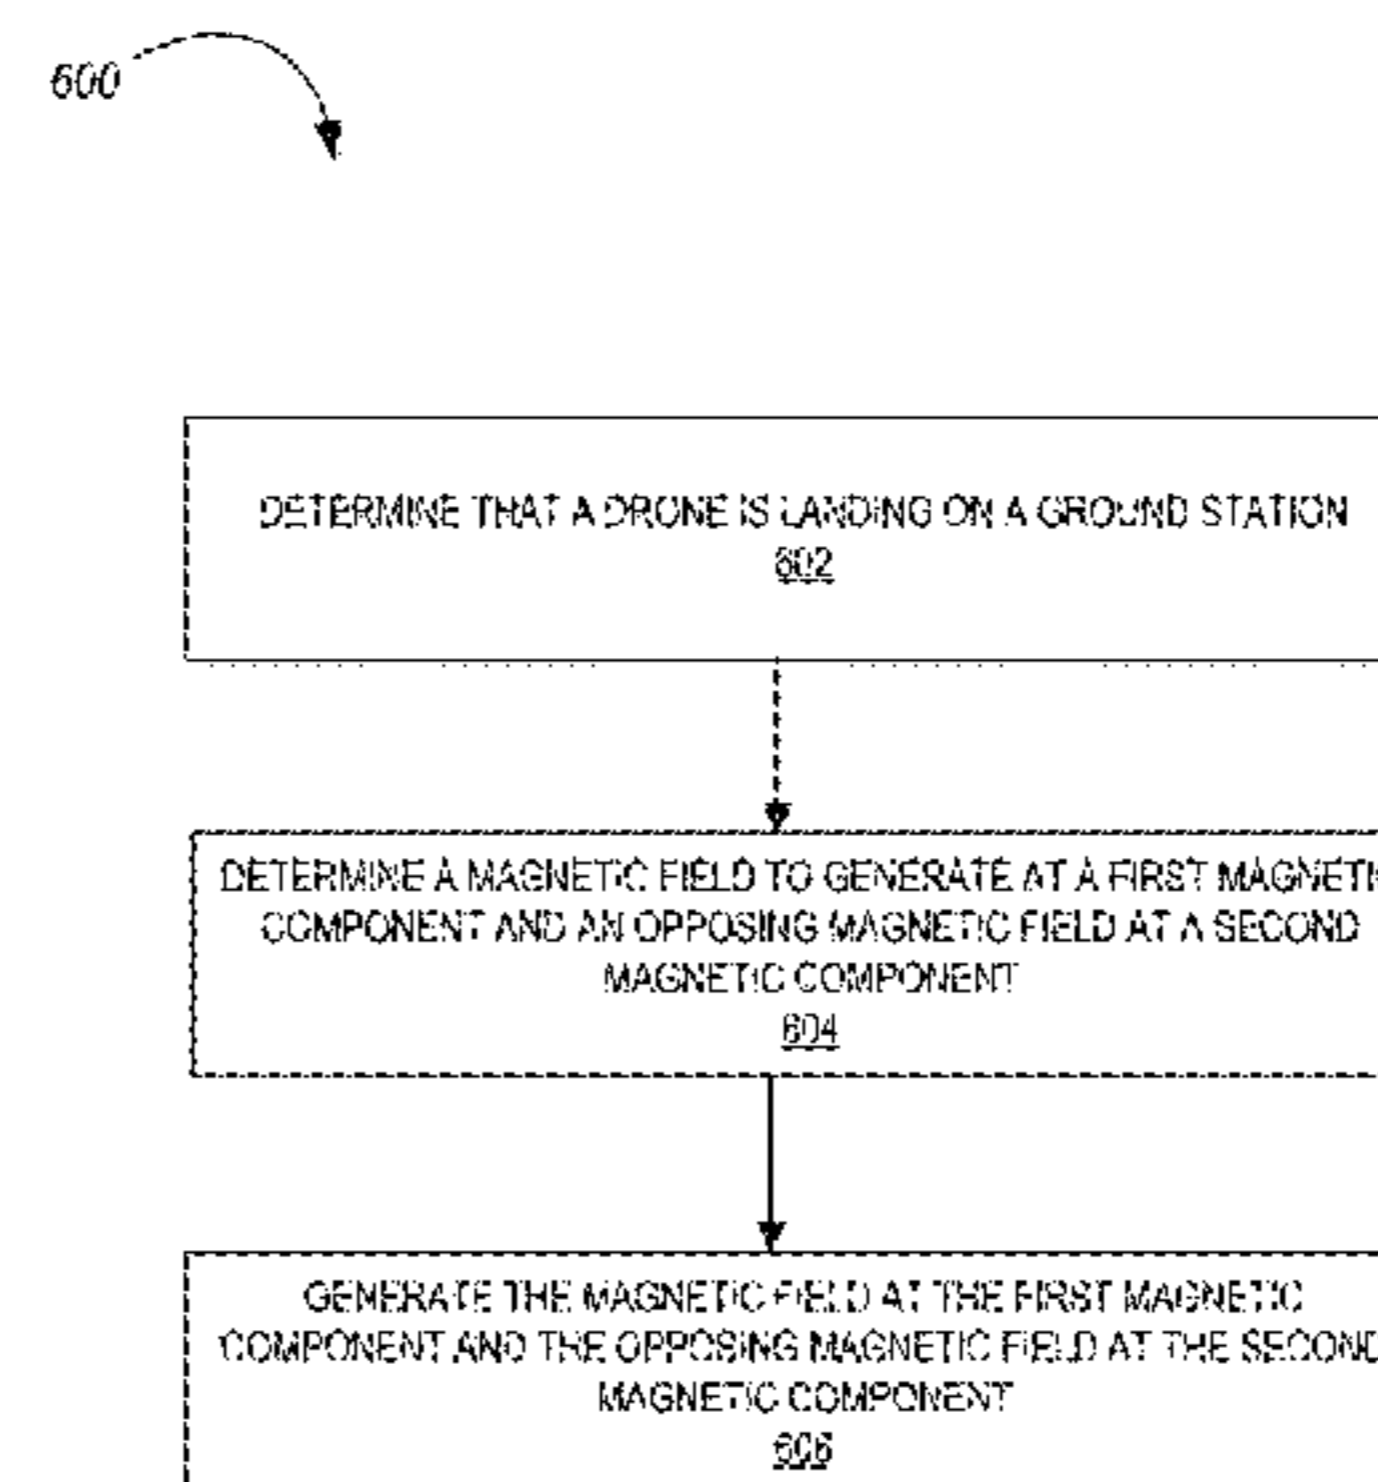 600
DETERMINE THAT A DRONE IS LANDING ON A GROUND STATION
602
DETERMINE A MAGNETIC FIELD TO GENERATE AT A FIRST MAGNETIC
COMPONENT AND AN OPPOSING MAGNETIC FIELD AT A SECOND
MAGNETIC COMPONENT
604
GENERATE THE MAGNETIC FIELD AT THE FIRST MAGNETIC
COMPONENT AND THE OPPOSING MAGNETIC FIELD AT THE SECOND
MAGNETIC COMPONENT
606